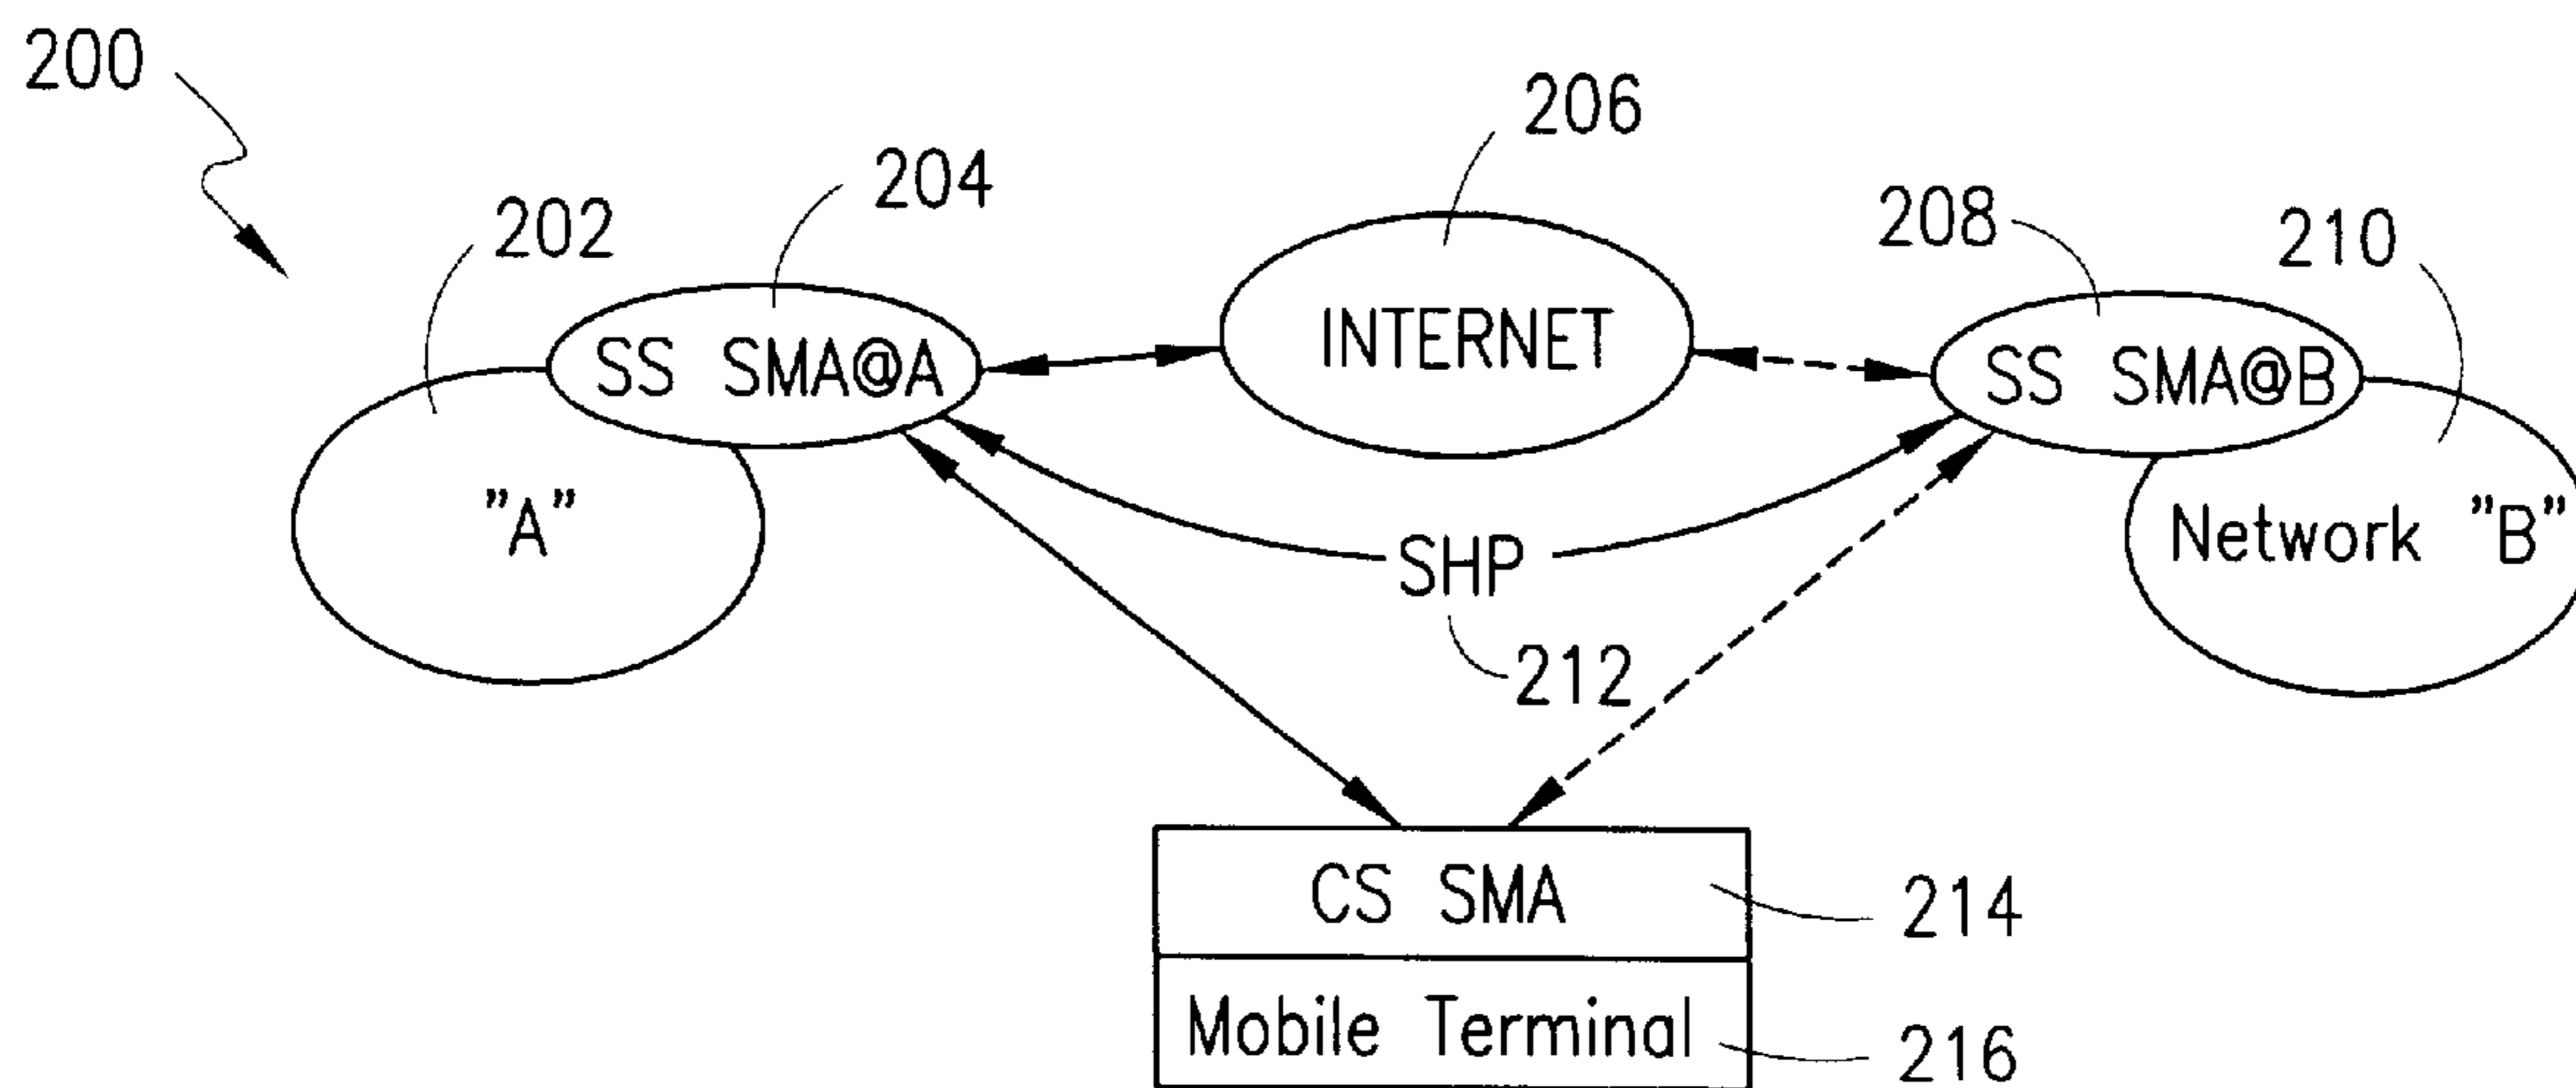 200
206
204
208
202
210
INTERNET
SS SMA@A
SS SMA@B
"A"
Network "B"
SHP
212
CS SMA
214
Mobile Terminal
216